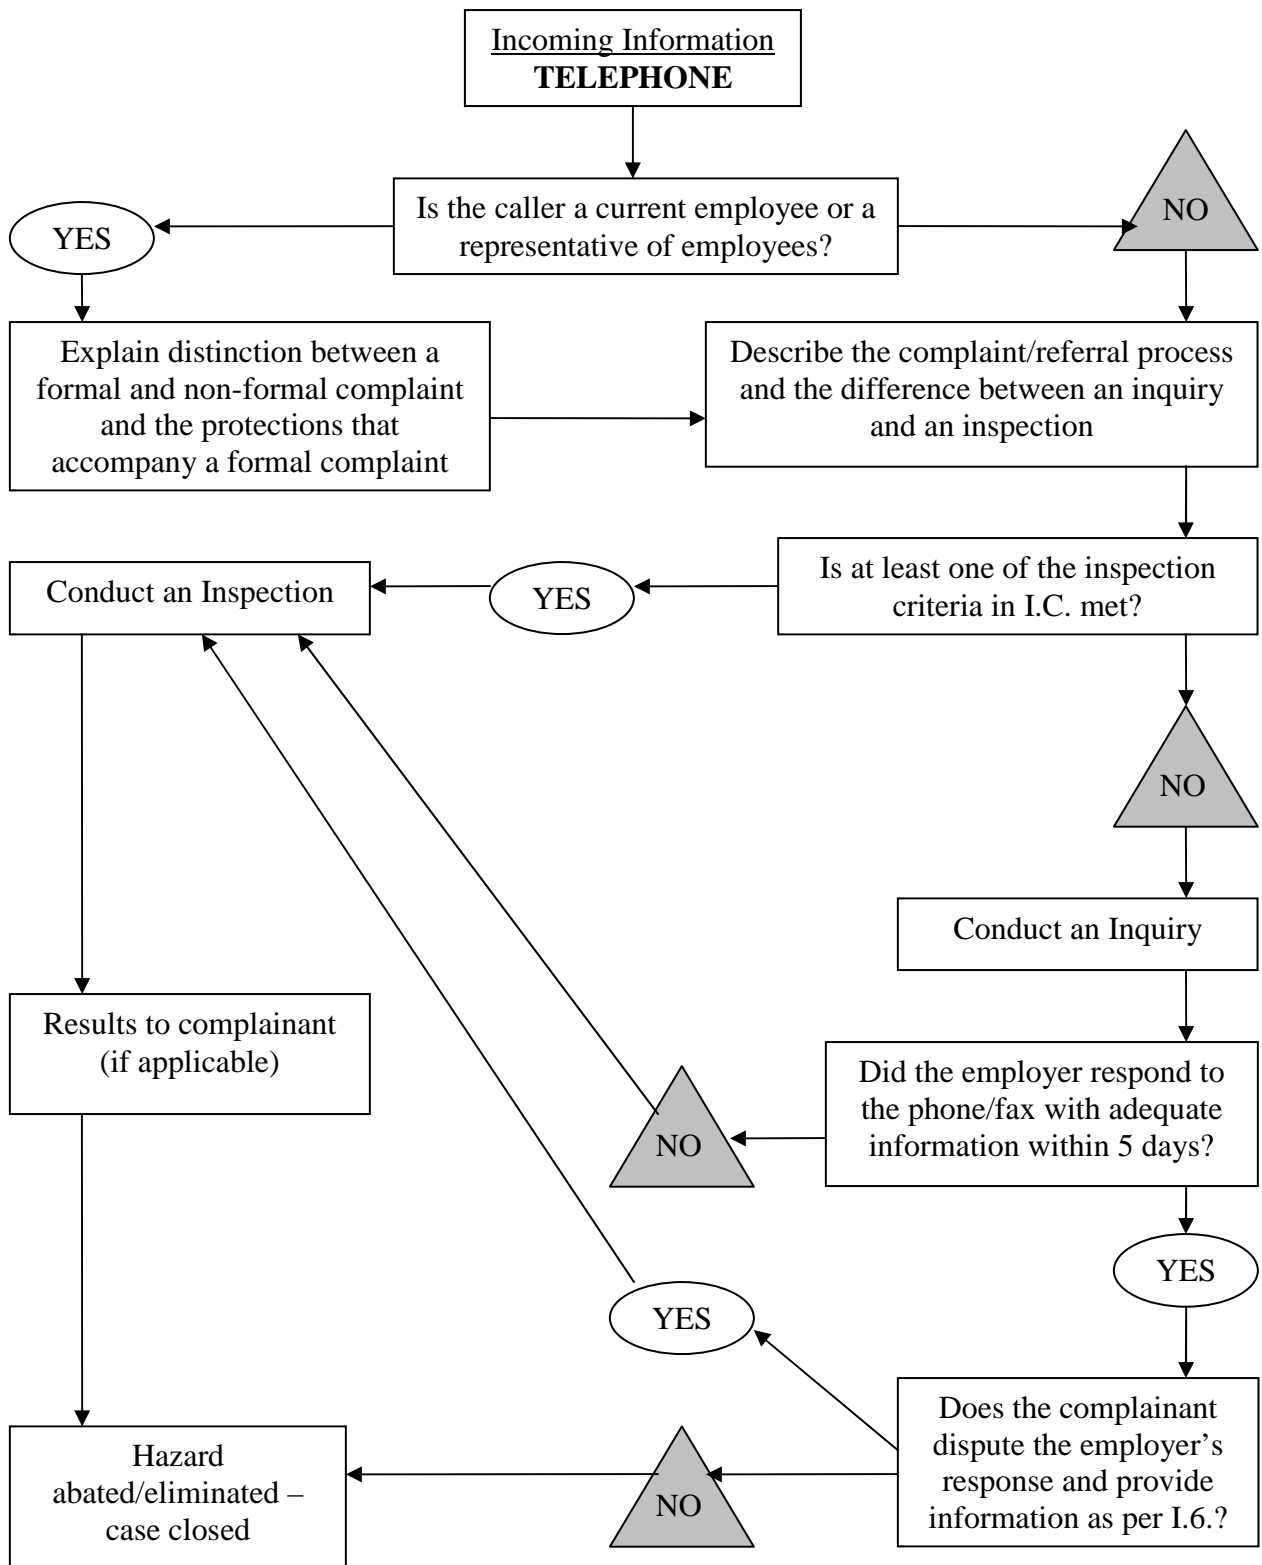 Incoming Information
TELEPHONE
Is the caller a current employee or a
representative of employees?
YES
NO
Explain distinction between a
formal and non-formal complaint
and the protections that
accompany a formal complaint
Describe the complaint/referral process
and the difference between an inquiry
and an inspection
Is at least one of the inspection
criteria in I.C. met?
YES
Conduct an Inspection
NO
Conduct an Inquiry
Results to complainant
(if applicable)
Did the employer respond to
the phone/fax with adequate
information within 5 days?
NO
YES
YES
Does the complainant
dispute the employer’s
response and provide
information as per I.6.?
NO
Hazard
abated/eliminated –
case closed